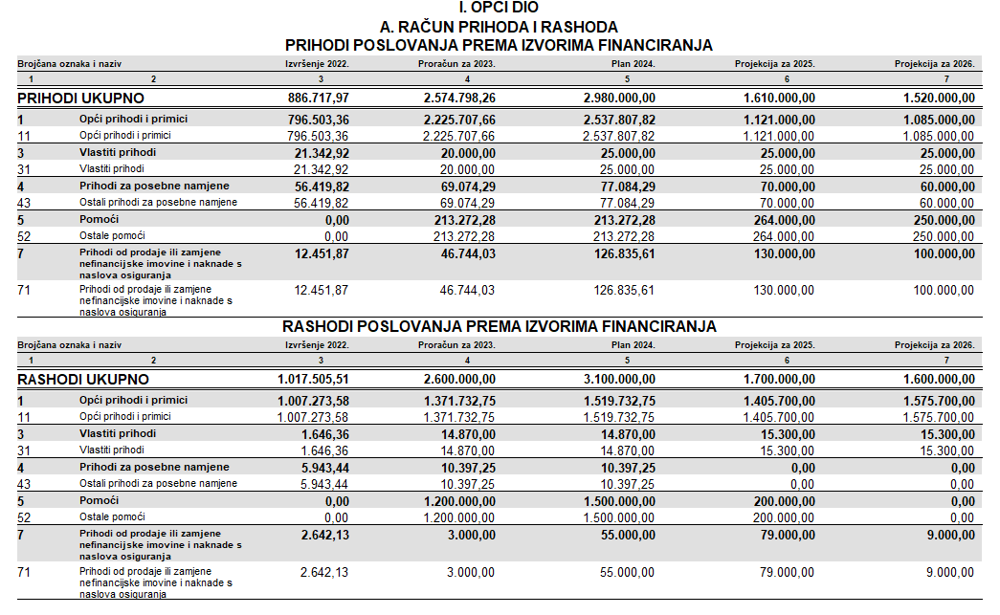 I. OPCI DIO
A. RAČUN PRIHODA I RASHODA
PRIHODI POSLOVANJA PREMA IZVORIMA FINANCIRANJA
Brojčana oznaka i naziv Izvršenje 2022. Proračun za 2023. Plan 2024. Projekcija za 2025. Projekcija za 2026.
1 2 3 4 5 6 7
PRIHODI UKUPNO 886.717,97 2.574.798,26 2.980.000,00 1.610.000,00 1.520.000,00
1 Opći prihodi i primici 796.503,36 2.225.707,66 2.537.807,82 1.121.000,00 1.085.000,00
11 Opći prihodi i primici 796.503,36 2.225.707,66 2.537.807,82 1.121.000,00 1.085.000,00
3 Vlastiti prihodi 21.342,92 20.000,00 25.000,00 25.000,00 25.000,00
31 Vlastiti prihodi 21.342,92 20.000,00 25.000,00 25.000,00 25.000,00
4 Prihodi za posebne namjene 56.419,82 69.074,29 77.084,29 70.000,00 60.000,00
43 Ostali prihodi za posebne namjene 56.419,82 69.074,29 77.084,29 70.000,00 60.000,00
5 Pomoći 0,00 213.272,28 213.272,28 264.000,00 250.000,00
52 Ostale pomoći 0,00 213.272,28 213.272,28 264.000,00 250.000,00
7 Prihodi od prodaje ili zamjene 12.451,87 46.744,03 126.835,61 130.000,00 100.000,00
nefinancijske imovine i naknade s
naslova osiguranja
71 Prihodi od prodaje ili zamjene 12.451,87 46.744,03 126.835,61 130.000,00 100.000,00
nefinancijske imovine i naknade s
naslova osiguranja
RASHODI POSLOVANJA PREMA IZVORIMA FINANCIRANJA
Brojčana oznaka i naziv Izvršenje 2022. Proračun za 2023. Plan 2024. Projekcija za 2025. Projekcija za 2026.
1 2 3 4 5 6 7
RASHODI UKUPNO 1.017.505,51 2.600.000,00 3.100.000,00 1.700.000,00 1.600.000,00
1 Opći prihodi i primici 1.007.273,58 1.371.732,75 1.519.732,75 1.405.700,00 1.575.700,00
11 Opći prihodi i primici 1.007.273,58 1.371.732,75 1.519.732,75 1.405.700,00 1.575.700,00
3 Vlastiti prihodi 1.646,36 14.870,00 14.870,00 15.300,00 15.300,00
31 Vlastiti prihodi 1.646,36 14.870,00 14.870,00 15.300,00 15.300,00
4 Prihodi za posebne namjene 5.943,44 10.397,25 10.397,25 0,00 0,00
43 Ostali prihodi za posebne namjene 5.943,44 10.397,25 10.397,25 0,00 0,00
5 Pomoći 0,00 1.200.000,00 1.500.000,00 200.000,00 0,00
52 Ostale pomoći 0,00 1.200.000,00 1.500.000,00 200.000,00 0,00
7 Prihodi od prodaje ili zamjene 2.642,13 3.000,00 55.000,00 79.000,00 9.000,00
nefinancijske imovine i naknade s
naslova osiguranja
71 Prihodi od prodaje ili zamjene 2.642,13 3.000,00 55.000,00 79.000,00 9.000,00
nefinancijske imovine i naknade s
naslova osiguranja